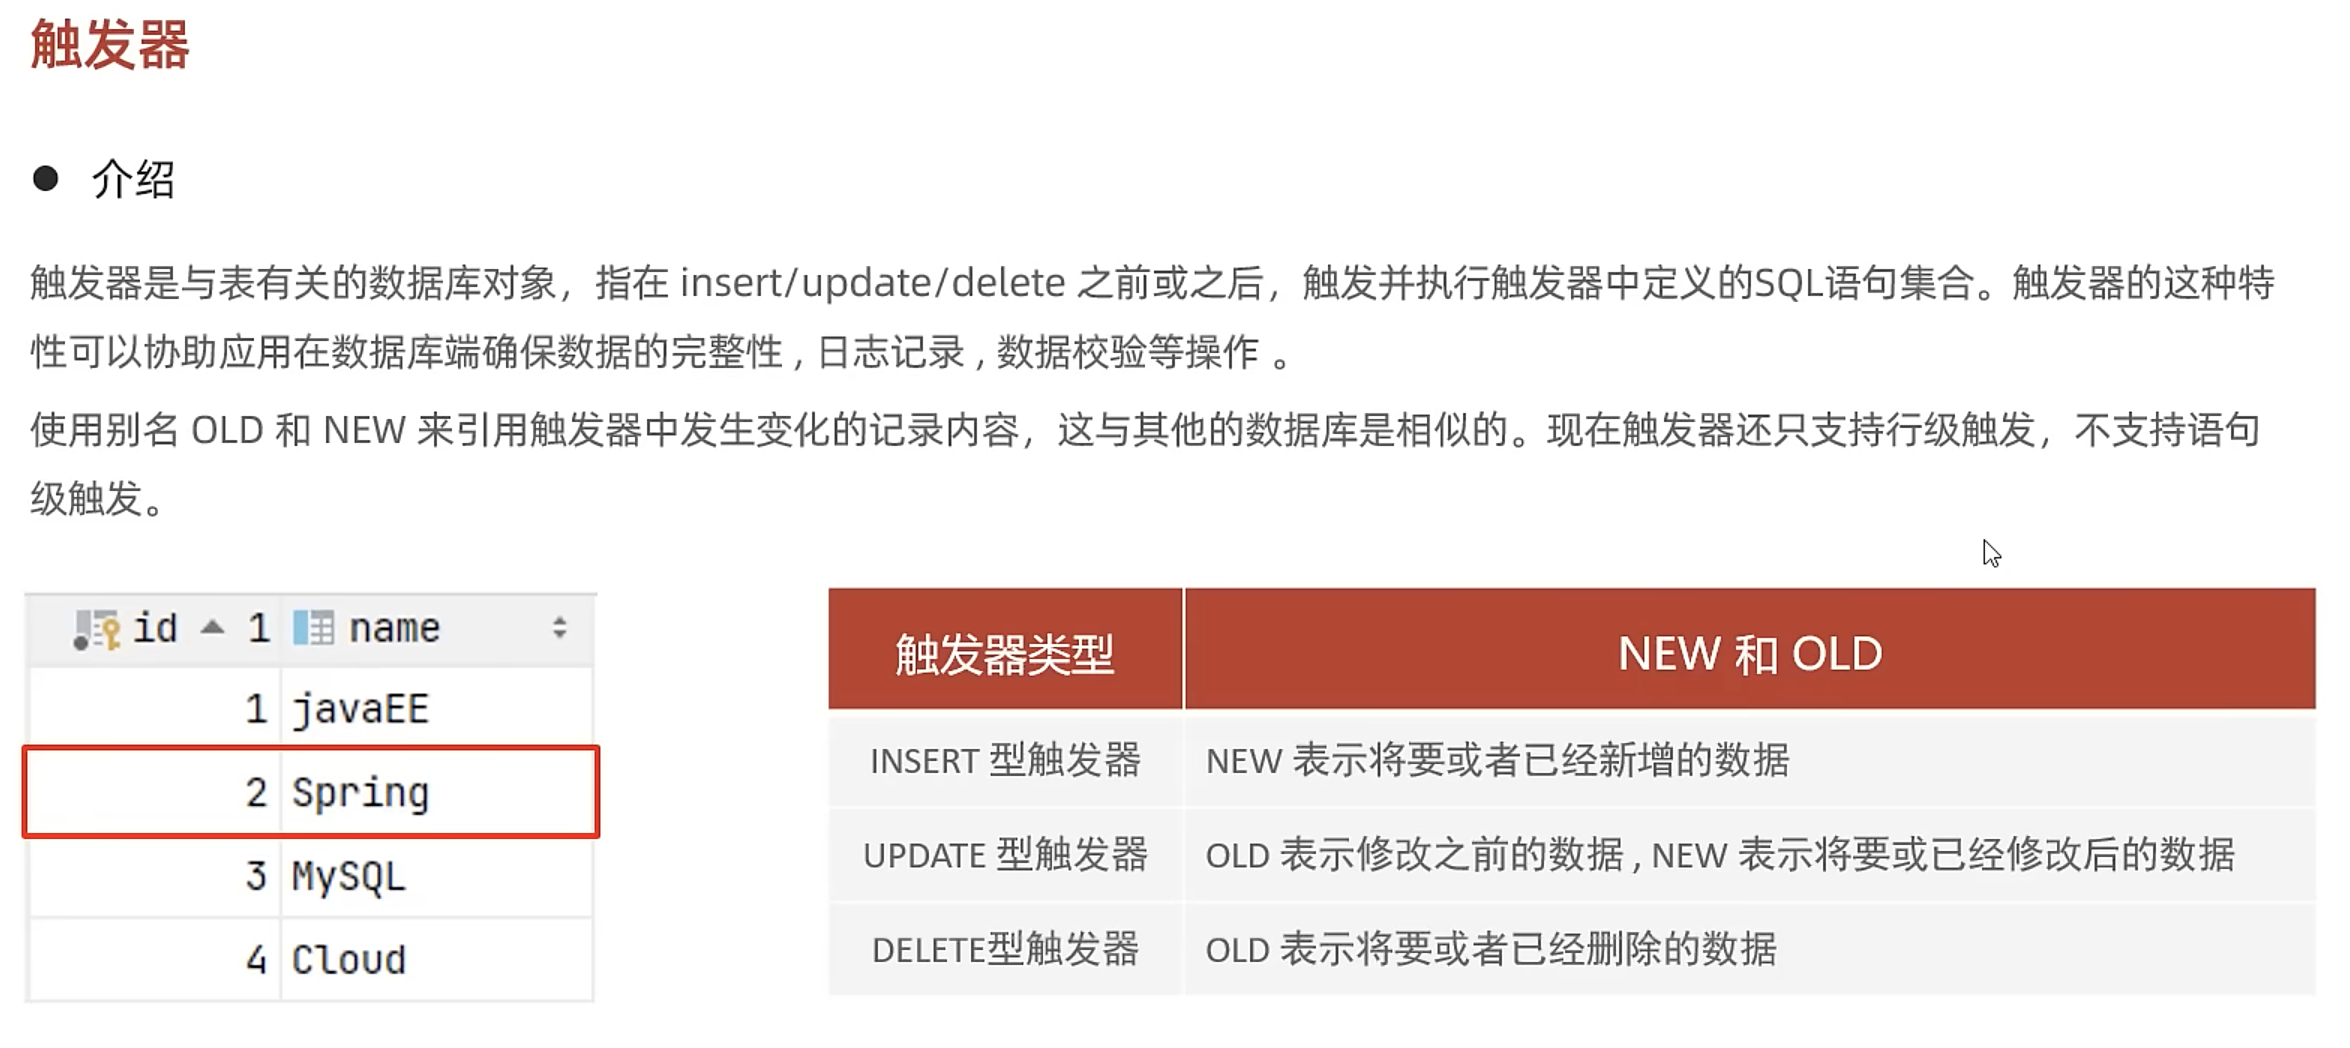 触发器
● 介绍
触发器是与表有关的数据库对象，指在 insert/update/delete 之前或之后，触发并执行触发器中定义的SQL语句集合。触发器的这种特
性可以协助应用在数据库端确保数据的完整性 , 日志记录 , 数据校验等操作 。
使用别名 OLD 和 NEW 来引用触发器中发生变化的记录内容，这与其他的数据库是相似的。现在触发器还只支持行级触发，不支持语句
级触发。
id 1 name
1 javaEE
2 Spring
3 MySQL
4 Cloud
触发器类型 NEW 和 OLD
INSERT 型触发器 NEW 表示将要或者已经新增的数据
UPDATE 型触发器 OLD 表示修改之前的数据 , NEW 表示将要或已经修改后的数据
DELETE型触发器 OLD 表示将要或者已经删除的数据